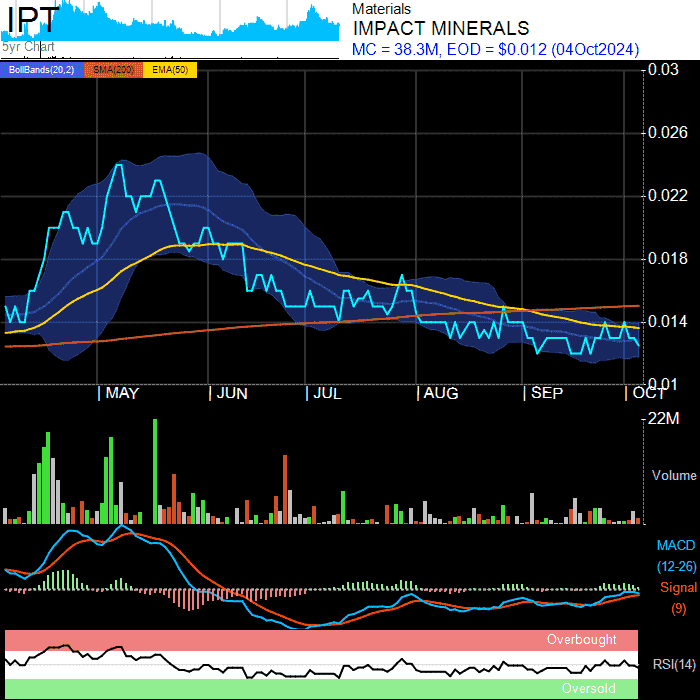 IPT
5yr Chart
Materials
IMPACT MINERALS
MC = 38.3M, EOD = $0.012 (04Oct2024)
BollBands(20,2) SMA(200) EMA(50)
0.03
0.026
0.022
0.018
0.014
0.01
MAY JUN JUL AUG SEP OCT
22M
Volume
MACD
(12-26)
Signal
(9)
Overbought
RSI(14)
Oversold